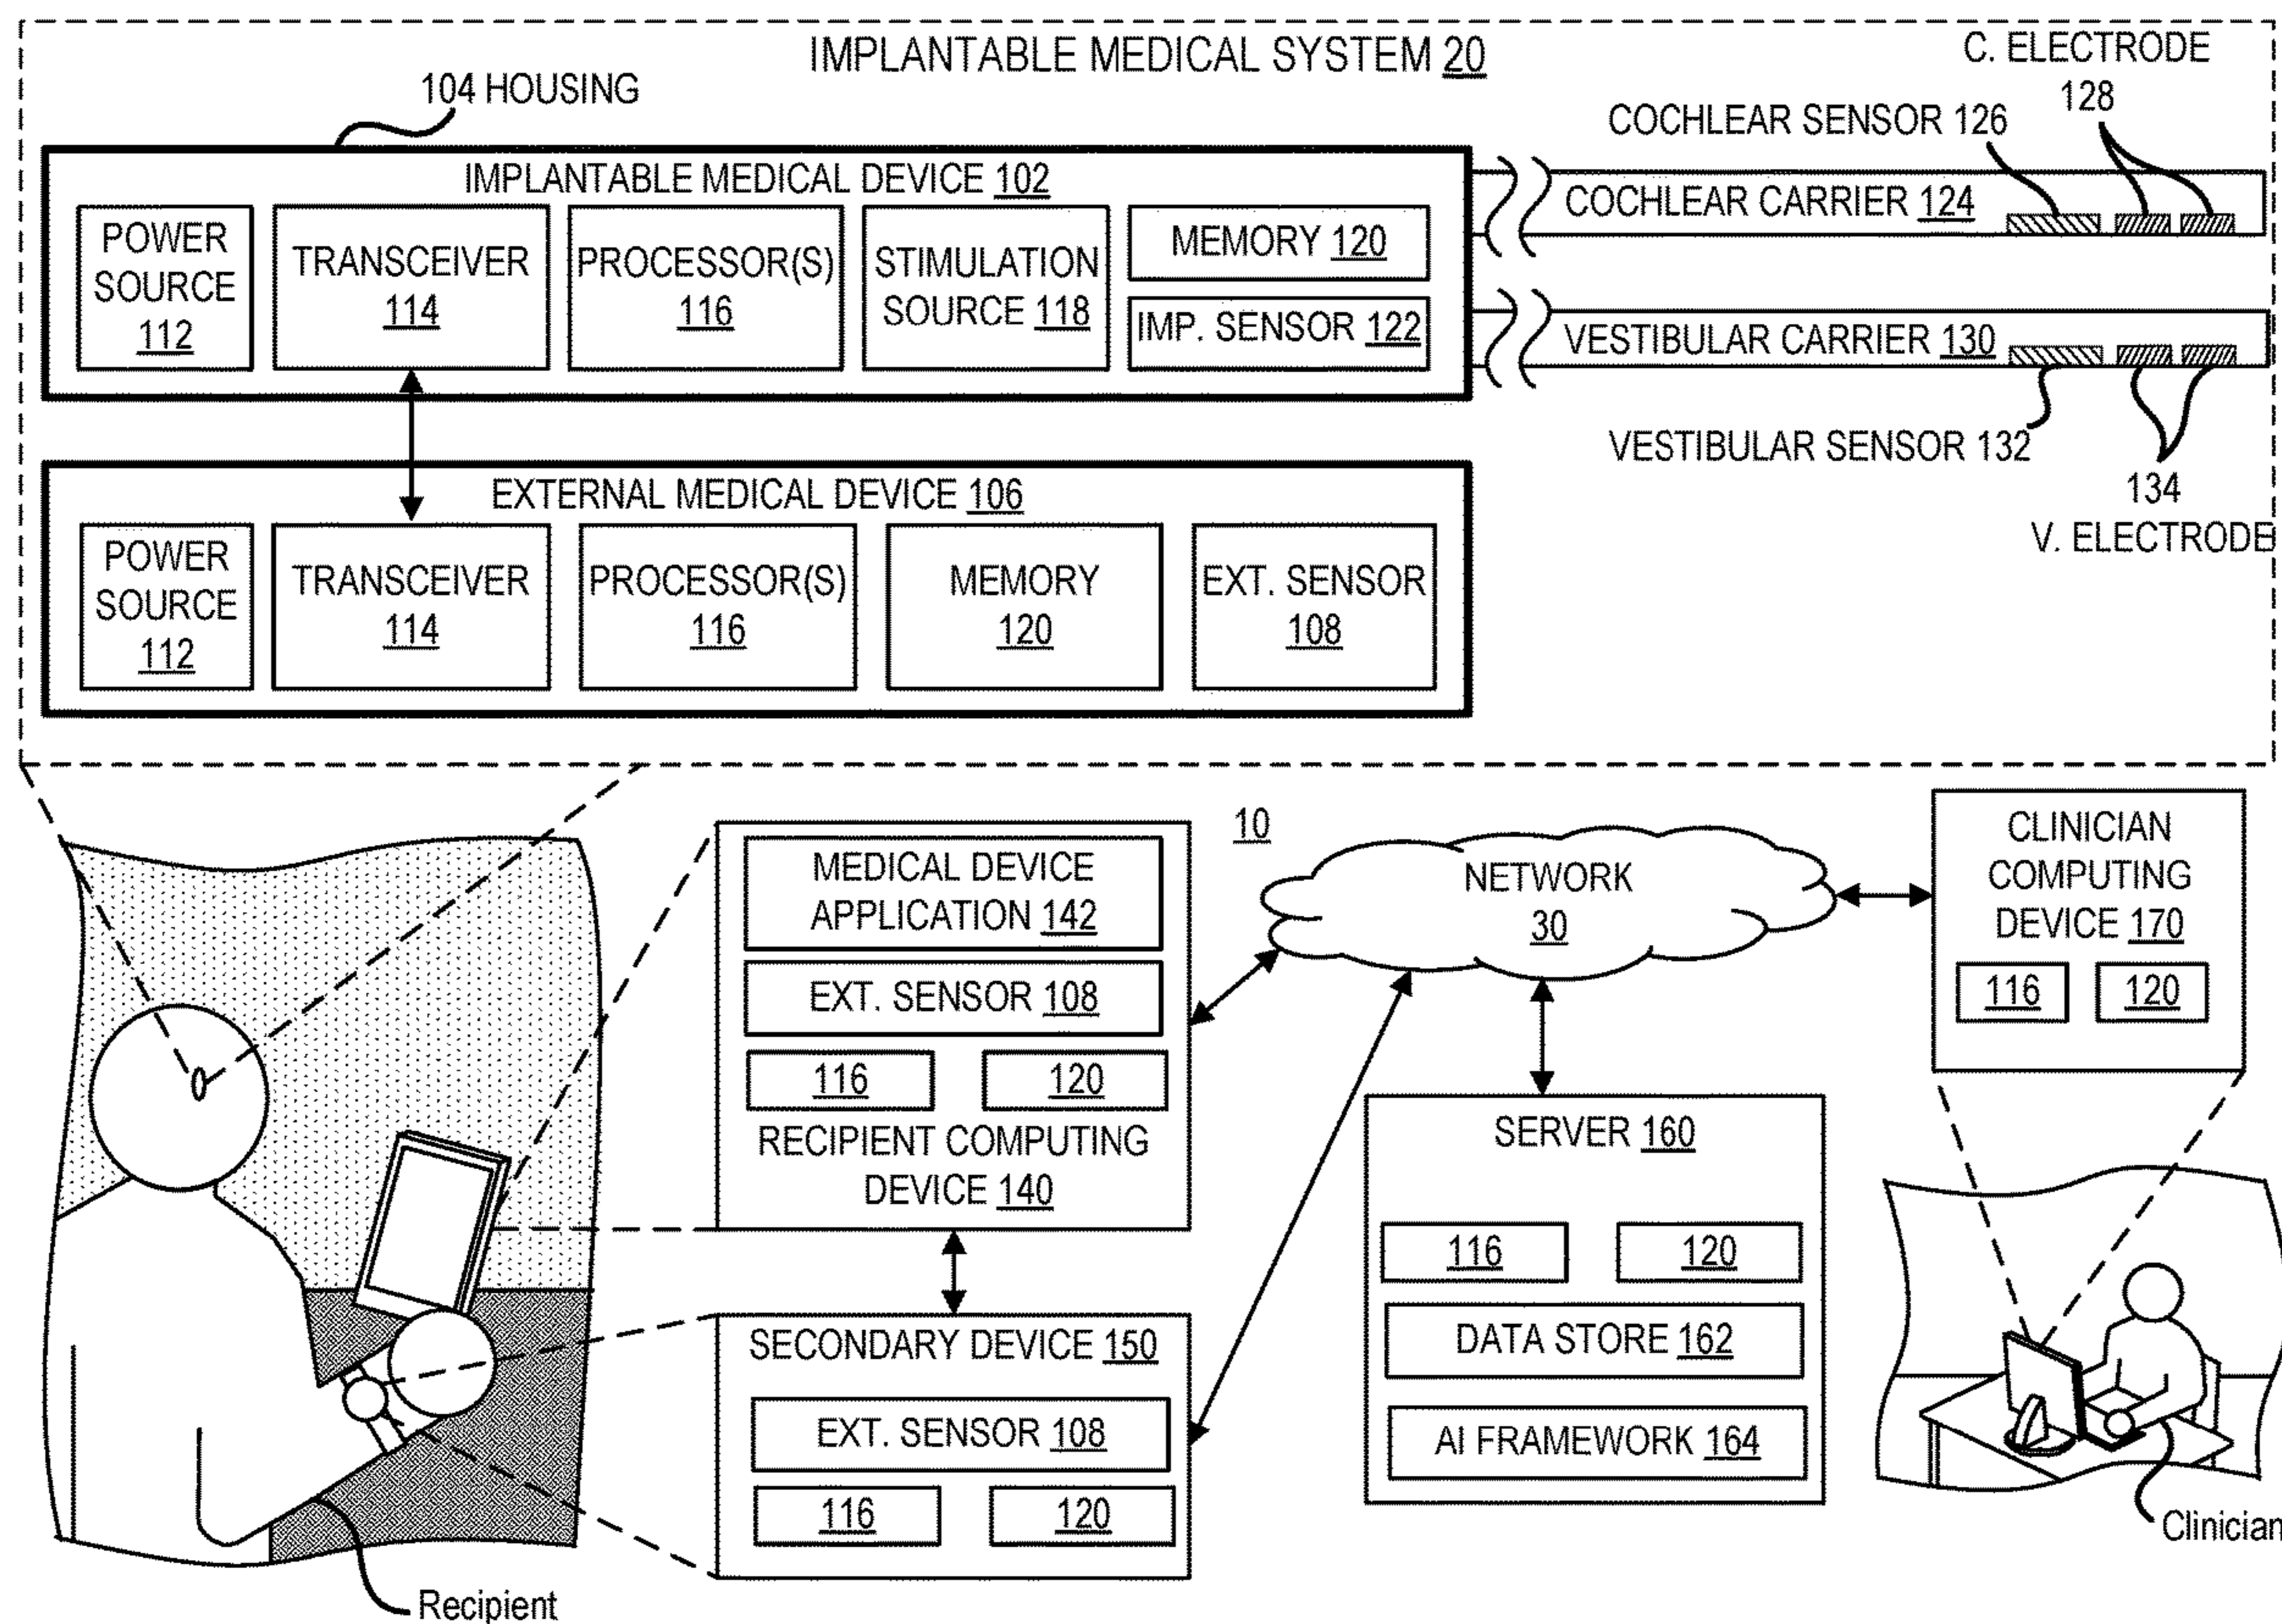 IMPLANTABLE MEDICAL SYSTEM 20
104 HOUSING
C. ELECTRODE
128
COCHLEAR SENSOR 126
IMPLANTABLE MEDICAL DEVICE 102
POWER
SOURCE
112
TRANSCEIVER
114
PROCESSOR(S)
116
STIMULATION
SOURCE 118
MEMORY 120
IMP. SENSOR 122
COCHLEAR CARRIER 124
VESTIBULAR CARRIER 130
VESTIBULAR SENSOR 132
134
V. ELECTRODE
EXTERNAL MEDICAL DEVICE 106
POWER
SOURCE
112
TRANSCEIVER
114
PROCESSOR(S)
116
MEMORY
120
EXT. SENSOR
108
10
MEDICAL DEVICE
APPLICATION 142
EXT. SENSOR 108
116
120
RECIPIENT COMPUTING
DEVICE 140
NETWORK
30
CLINICIAN
COMPUTING
DEVICE 170
116
120
SERVER 160
116
120
DATA STORE 162
AI FRAMEWORK 164
SECONDARY DEVICE 150
EXT. SENSOR 108
116
120
Clinician
Recipient